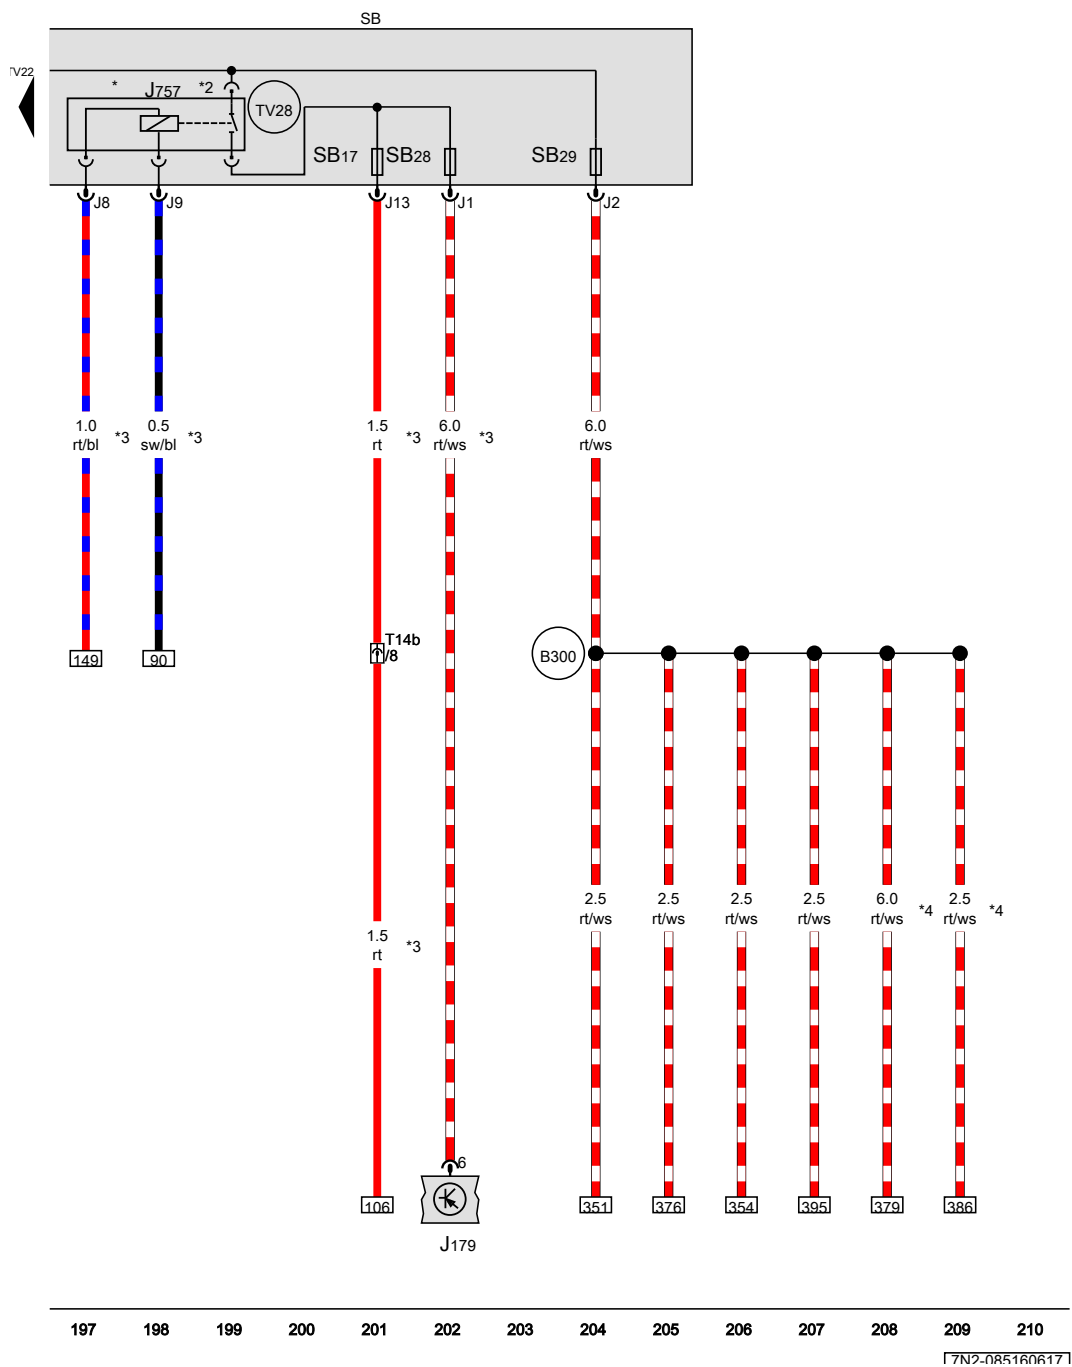 SB
TV22
* J757 *2
TV28
SB17 SB28 SB29
J8 J9 J13 J1 J2
1.0 0.5 1.5 6.0 6.0
rt/bl *3 sw/bl *3 rt *3 rt/ws *3 rt/ws
T14b
/8
149 90 B300
2.5 2.5 2.5 2.5 6.0 2.5
rt/ws rt/ws rt/ws rt/ws rt/ws *4 rt/ws *4
1.5
rt *3
6
106 351 376 354 395 379 386
J179
197 198 199 200 201 202 203 204 205 206 207 208 209 210
7N2-085160617